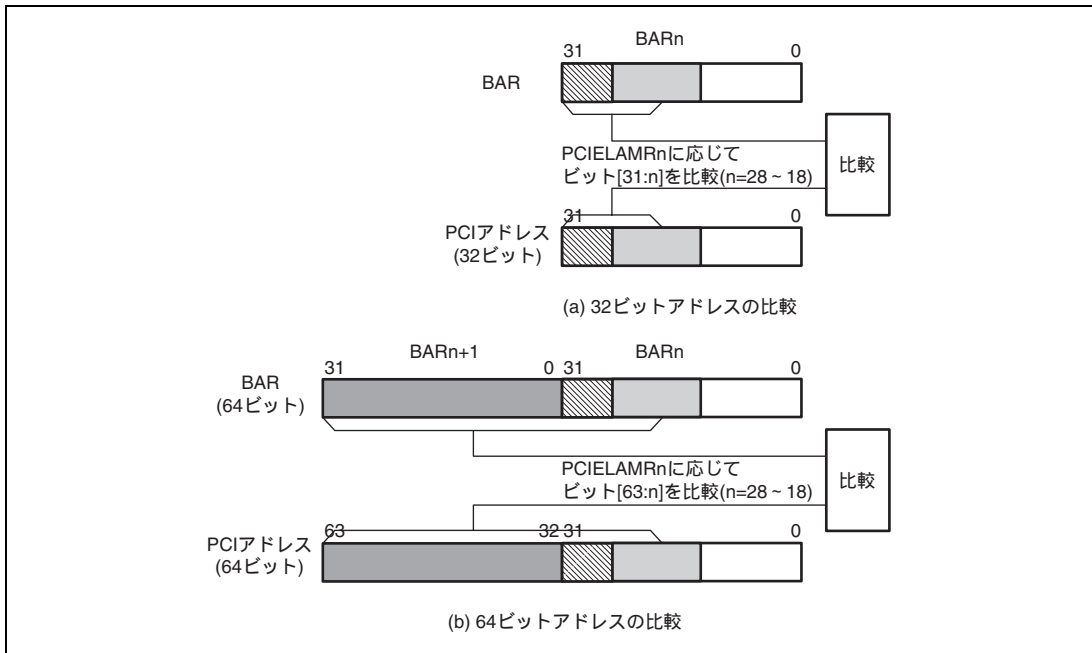 BARn
31 0
BAR
PCIELAMRnに応じて
ビット[31:n]を比較(n=28~18)
比較
31 0
PCIアドレス
(32ビット)
(a) 32ビットアドレスの比較
BARn+1 BARn
31 0 31 0
BAR
(64ビット)
PCIELAMRnに応じて
ビット[63:n]を比較(n=28~18)
比較
63 32 31 0
PCIアドレス
(64ビット)
(b) 64ビットアドレスの比較